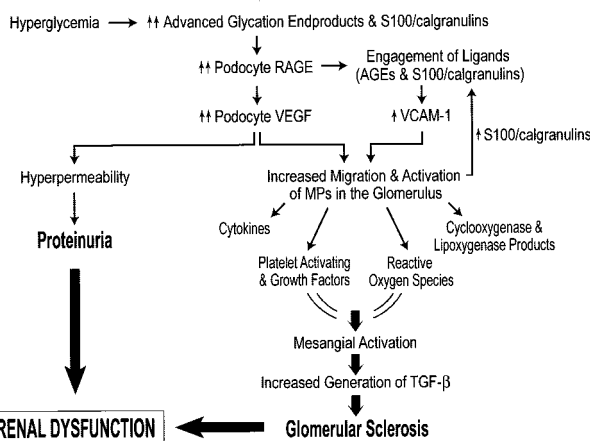 Hyperglycemia → ↑↑ Advanced Glycation Endproducts & S100/calgranulins
↑↑ Podocyte RAGE → Engagement of Ligands
(AGEs & S100/calgranulins)
↑↑ Podocyte VEGF
↑ VCAM-1
↑ S100/calgranulins
Hyperpermeability
Increased Migration & Activation
of MPs in the Glomerulus
Proteinuria
Cytokines
Cyclooxygenase &
Lipoxygenase Products
Platelet Activating
& Growth Factors
Reactive
Oxygen Species
Mesangial Activation
Increased Generation of TGF-β
RENAL DYSFUNCTION
Glomerular Sclerosis